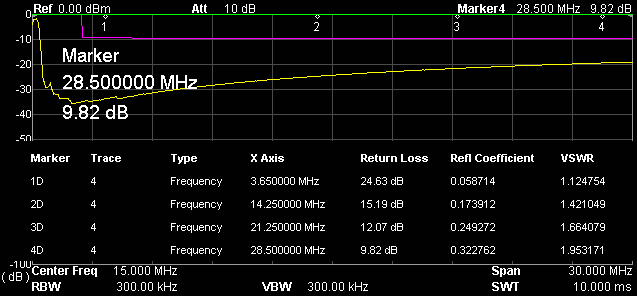 Ref 0.00 dBm Att 10 dB Marker4 28.500 MHz 9.82 dB
0
1 2 3 4
-10
Marker
-20
28.500000 MHz
-30
9.82 dB
-40
-50
Marker Trace Type X Axis Return Loss Refl Coefficient VSWR
1D 4 Frequency 3.650000 MHz 24.63 dB 0.058714 1.124754
2D 4 Frequency 14.250000 MHz 15.19 dB 0.173912 1.421049
3D 4 Frequency 21.250000 MHz 12.07 dB 0.249272 1.664079
4D 4 Frequency 28.500000 MHz 9.82 dB 0.322762 1.953171
-100
Center Freq 15.000 MHz Span 30.000 MHz
(dB)
RBW 300.00 kHz VBW 300.00 kHz SWT 10.000 ms